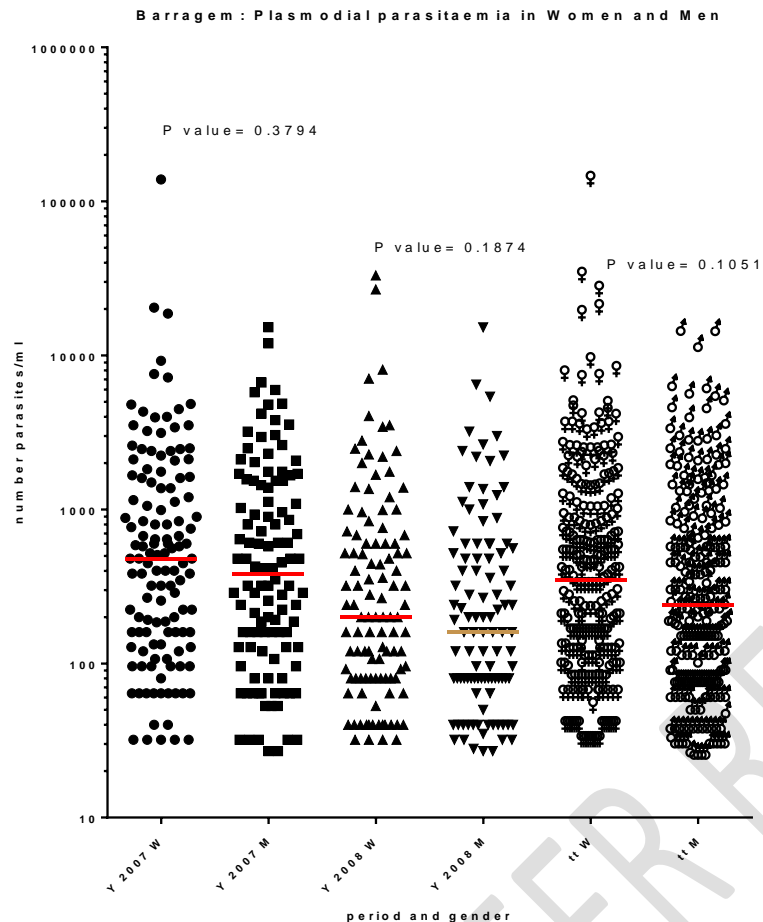 Barragem : Plasmodial parasitaemia in Women and Men
1000000
P value= 0.3794
100000
P value= 0.1874
P value= 0.1051
10000
number parasites/ml
1000
100
10
Y 2007 W
Y 2007 M
Y 2008 W
Y 2008 M
tt W
tt M
period and gender